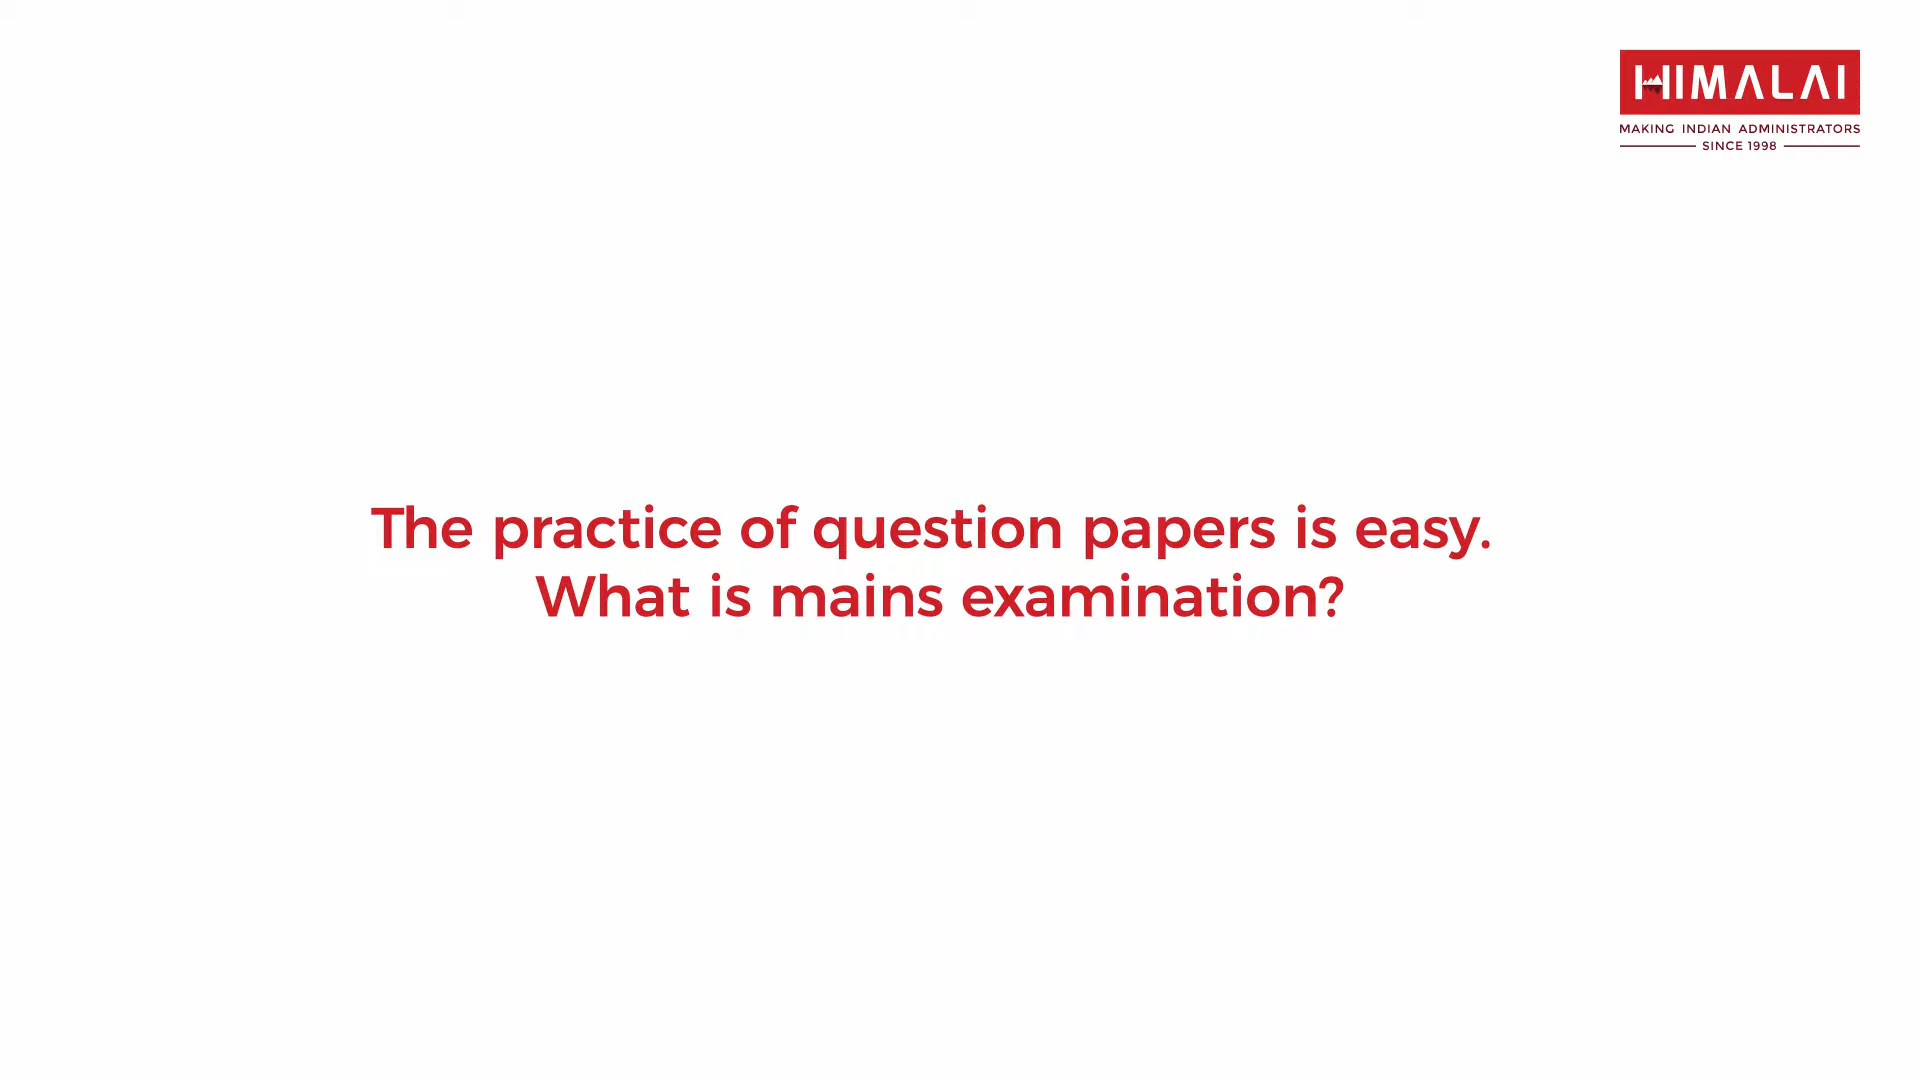 HIMALAI
MAKING INDIAN ADMINISTRATORS
SINCE 1998
The practice of question papers is easy.
What is mains examination?